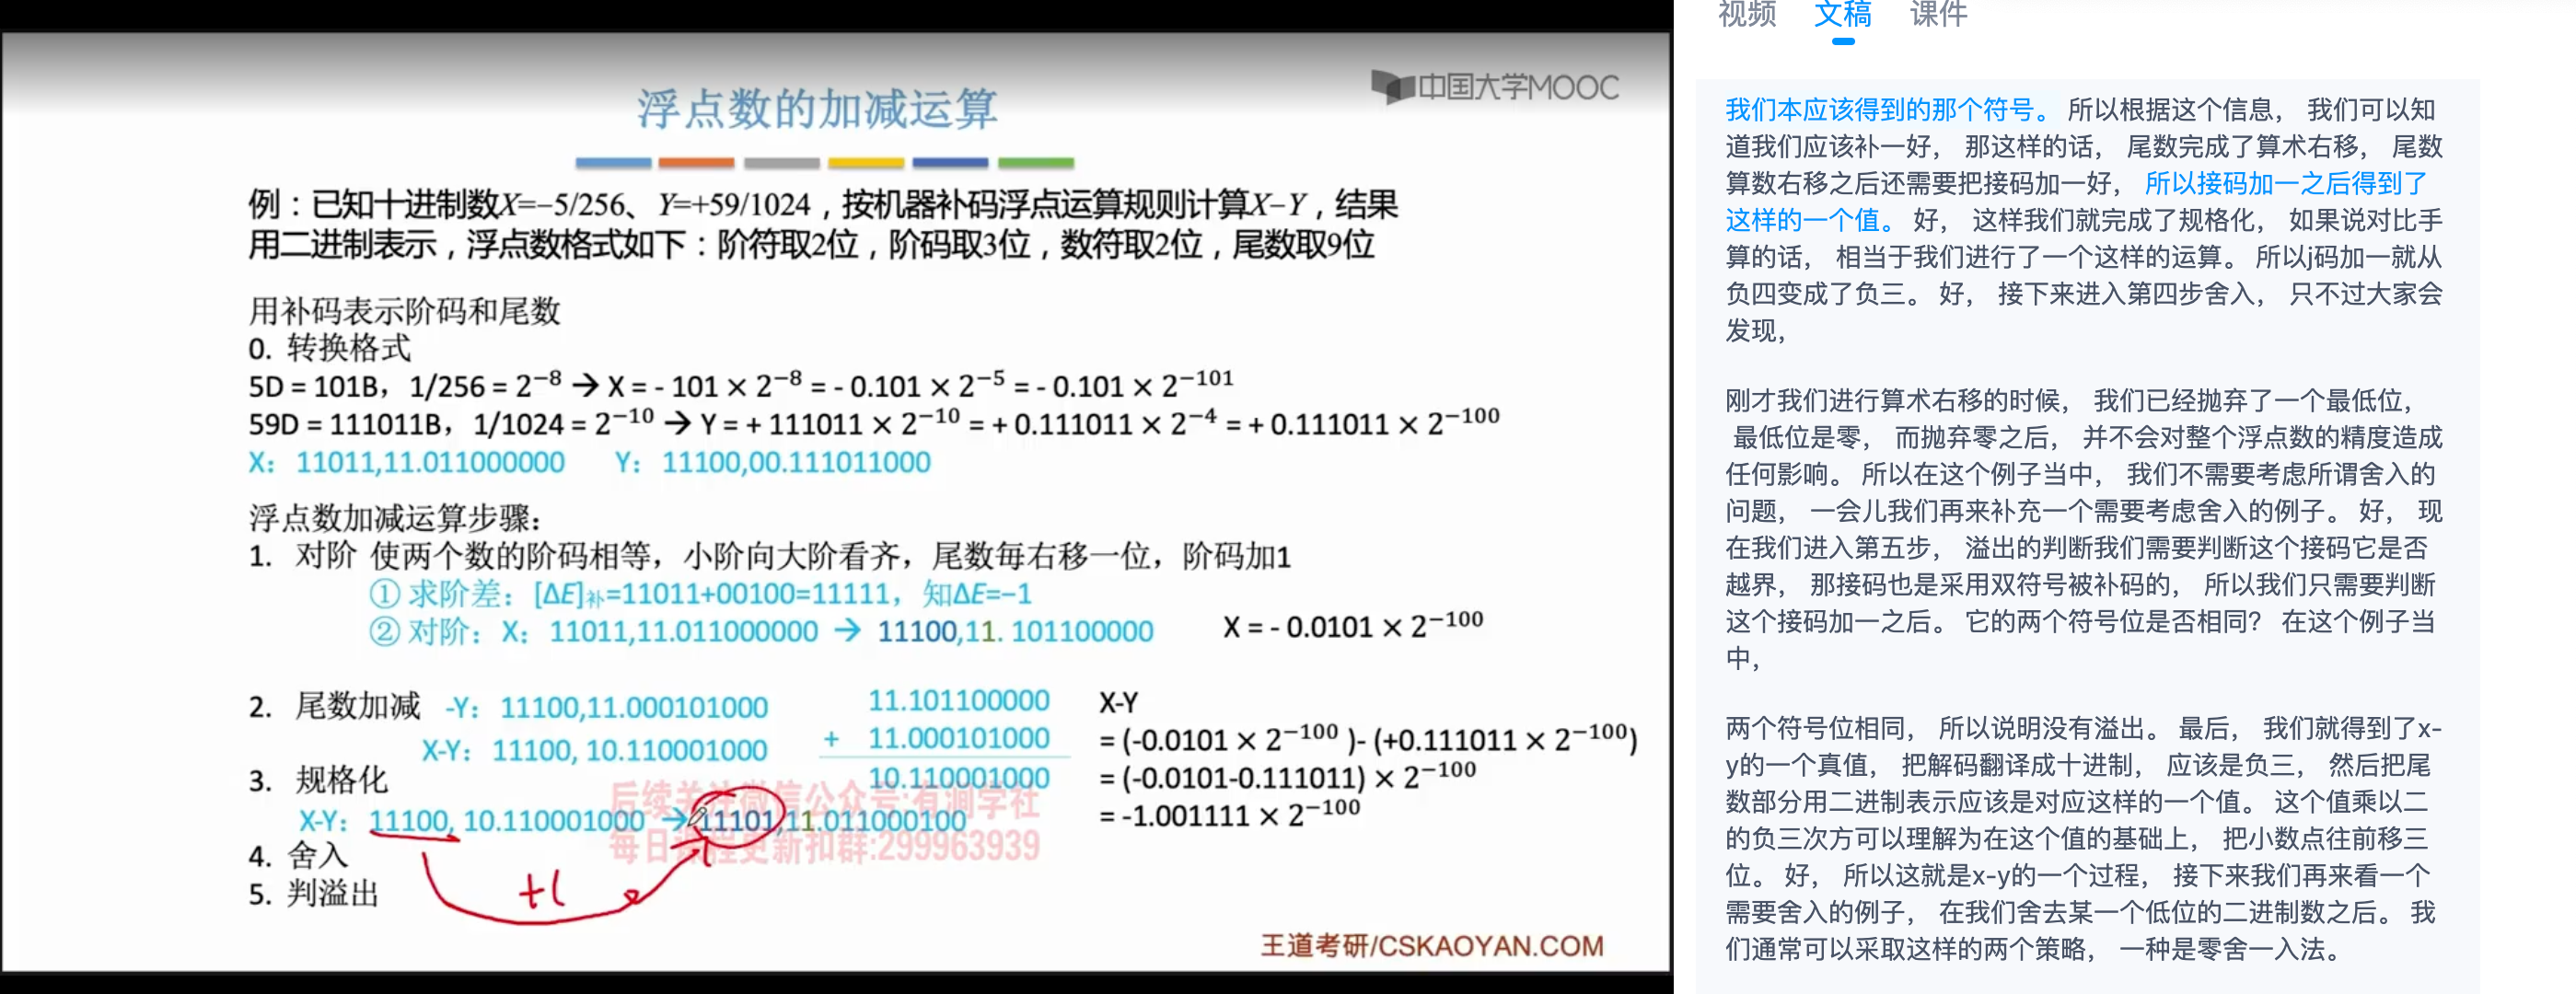 中国大学MOOC
浮点数的加减运算
例：已知十进制数X=−5/256、Y=+59/1024，按机器补码浮点运算规则计算X−Y，结果
用二进制表示，浮点数格式如下：阶符取2位，阶码取3位，数符取2位，尾数取9位
用补码表示阶码和尾数
0. 转换格式
5D = 101B，1/256 = 2⁻⁸ → X = - 101 × 2⁻⁸ = - 0.101 × 2⁻⁵ = - 0.101 × 2⁻¹⁰¹
59D = 111011B，1/1024 = 2⁻¹⁰ → Y = + 111011 × 2⁻¹⁰ = + 0.111011 × 2⁻⁴ = + 0.111011 × 2⁻¹⁰⁰
X： 11011,11.011000000 Y： 11100,00.111011000
浮点数加减运算步骤：
1. 对阶 使两个数的阶码相等，小阶向大阶看齐，尾数每右移一位，阶码加1
① 求阶差：[ΔE]补=11011+00100=11111，知ΔE=−1
② 对阶：X： 11011,11.011000000 → 11100,11. 101100000 X = - 0.0101 × 2⁻¹⁰⁰
2. 尾数加减 -Y： 11100,11.000101000 11.101100000 X-Y
X-Y： 11100, 10.110001000 + 11.000101000 = (-0.0101 × 2⁻¹⁰⁰ )- (+0.111011 × 2⁻¹⁰⁰)
3. 规格化 10.110001000 = (-0.0101-0.111011) × 2⁻¹⁰⁰
后续关注微信公众号:有洞学社
X-Y： 11100, 10.110001000 → 11101,11.011000100 = -1.001111 × 2⁻¹⁰⁰
每日课程更新扣群:299963939
4. 舍入
5. 判溢出
+1
王道考研/CSKAOYAN.COM
视频 文稿 课件
我们本应该得到的那个符号。 所以根据这个信息， 我们可以知
道我们应该补一好， 那这样的话， 尾数完成了算术右移， 尾数
算数右移之后还需要把接码加一好， 所以接码加一之后得到了
这样的一个值。 好， 这样我们就完成了规格化， 如果说对比手
算的话， 相当于我们进行了一个这样的运算。 所以j码加一就从
负四变成了负三。 好， 接下来进入第四步舍入， 只不过大家会
发现，
刚才我们进行算术右移的时候， 我们已经抛弃了一个最低位，
最低位是零， 而抛弃零之后， 并不会对整个浮点数的精度造成
任何影响。 所以在这个例子当中， 我们不需要考虑所谓舍入的
问题， 一会儿我们再来补充一个需要考虑舍入的例子。 好， 现
在我们进入第五步， 溢出的判断我们需要判断这个接码它是否
越界， 那接码也是采用双符号被补码的， 所以我们只需要判断
这个接码加一之后。 它的两个符号位是否相同？ 在这个例子当
中，
两个符号位相同， 所以说明没有溢出。 最后， 我们就得到了x-
y的一个真值， 把解码翻译成十进制， 应该是负三， 然后把尾
数部分用二进制表示应该是对应这样的一个值。 这个值乘以二
的负三次方可以理解为在这个值的基础上， 把小数点往前移三
位。 好， 所以这就是x-y的一个过程， 接下来我们再来看一个
需要舍入的例子， 在我们舍去某一个低位的二进制数之后。 我
们通常可以采取这样的两个策略， 一种是零舍一入法。